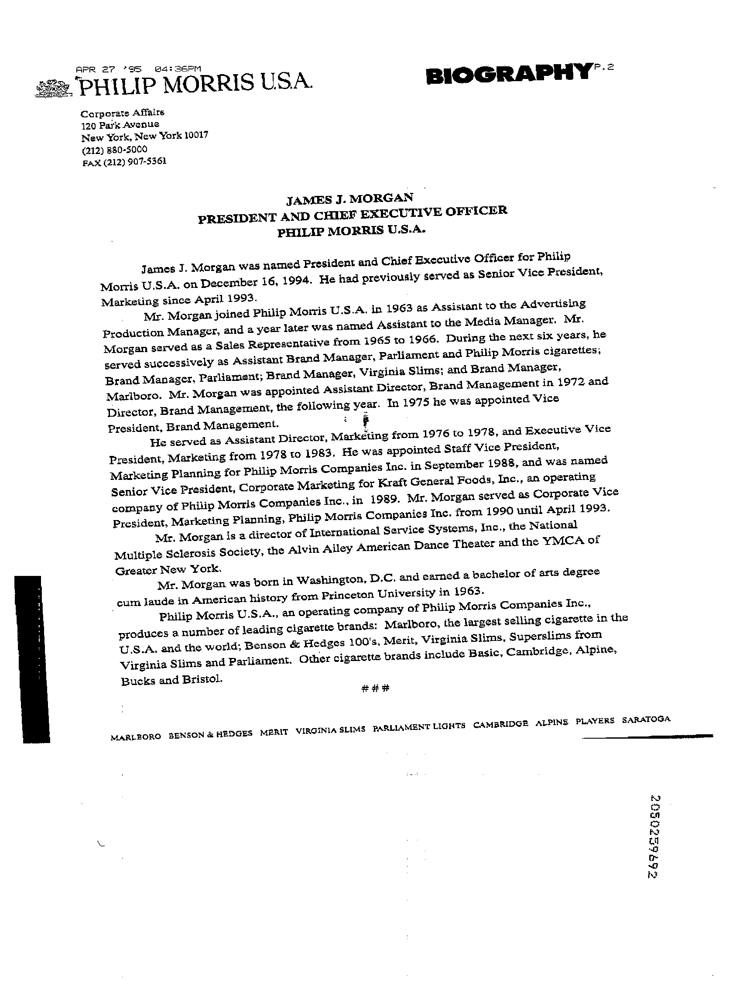 APR 27 '95 04:36PM
PHILIP MORRIS U.S.A.
BIOGRAPHY P.2
Corporate Affairs
120 Park Avenue
New York, New York 10017
(212) 880-5000
FAX (212) 907-5361
JAMES J. MORGAN
PRESIDENT AND CHIEF EXECUTIVE OFFICER
PHILIP MORRIS U.S.A.
James J. Morgan was named President and Chief Executive Officer for Philip
Morris U.S.A. on December 16, 1994. He had previously served as Senior Vice President,
Marketing since April 1993.
Mr. Morgan joined Philip Morris U.S.A. in 1963 as Assistant to the Advertising
Production Manager, and a year later was named Assistant to the Media Manager. Mr.
Morgan served as a Sales Representative from 1965 to 1966. During the next six years, he
served successively as Assistant Brand Manager, Parliament and Philip Morris cigarettes;
Brand Manager, Parliament; Brand Manager, Virginia Slims; and Brand Manager,
Marlboro. Mr. Morgan was appointed Assistant Director, Brand Management in 1972 and
Director, Brand Management, the following year. In 1975 he was appointed Vice
President, Brand Management.
He served as Assistant Director, Marketing from 1976 to 1978, and Executive Vice
President, Marketing from 1978 to 1983. He was appointed Staff Vice President,
Marketing Planning for Philip Morris Companies Inc. in September 1988, and was named
Senior Vice President, Corporate Marketing for Kraft General Foods, Inc., an operating
company of Philip Morris Companies Inc., in 1989. Mr. Morgan served as Corporate Vice
President, Marketing Planning, Philip Morris Companies Inc. from 1990 until April 1993.
Mr. Morgan is a director of International Service Systems, Inc., the National
Multiple Sclerosis Society, the Alvin Ailey American Dance Theater and the YMCA of
Greater New York.
Mr. Morgan was born in Washington, D.C. and earned a bachelor of arts degree
cum laude in American history from Princeton University in 1963.
Philip Morris U.S.A., an operating company of Philip Morris Companies Inc.,
produces a number of leading cigarette brands: Marlboro, the largest selling cigarette in the
U.S.A. and the world; Benson & Hedges 100's, Merit, Virginia Slims, Superslims from
Virginia Slims and Parliament. Other cigarette brands include Basic, Cambridge, Alpine,
Bucks and Bristol.
# # #
MARLBORO BENSON & HEDGES MERIT VIRGINIA SLIMS PARLIAMENT LIGHTS CAMBRIDGE ALPINE PLAYERS SARATOGA
2050259692